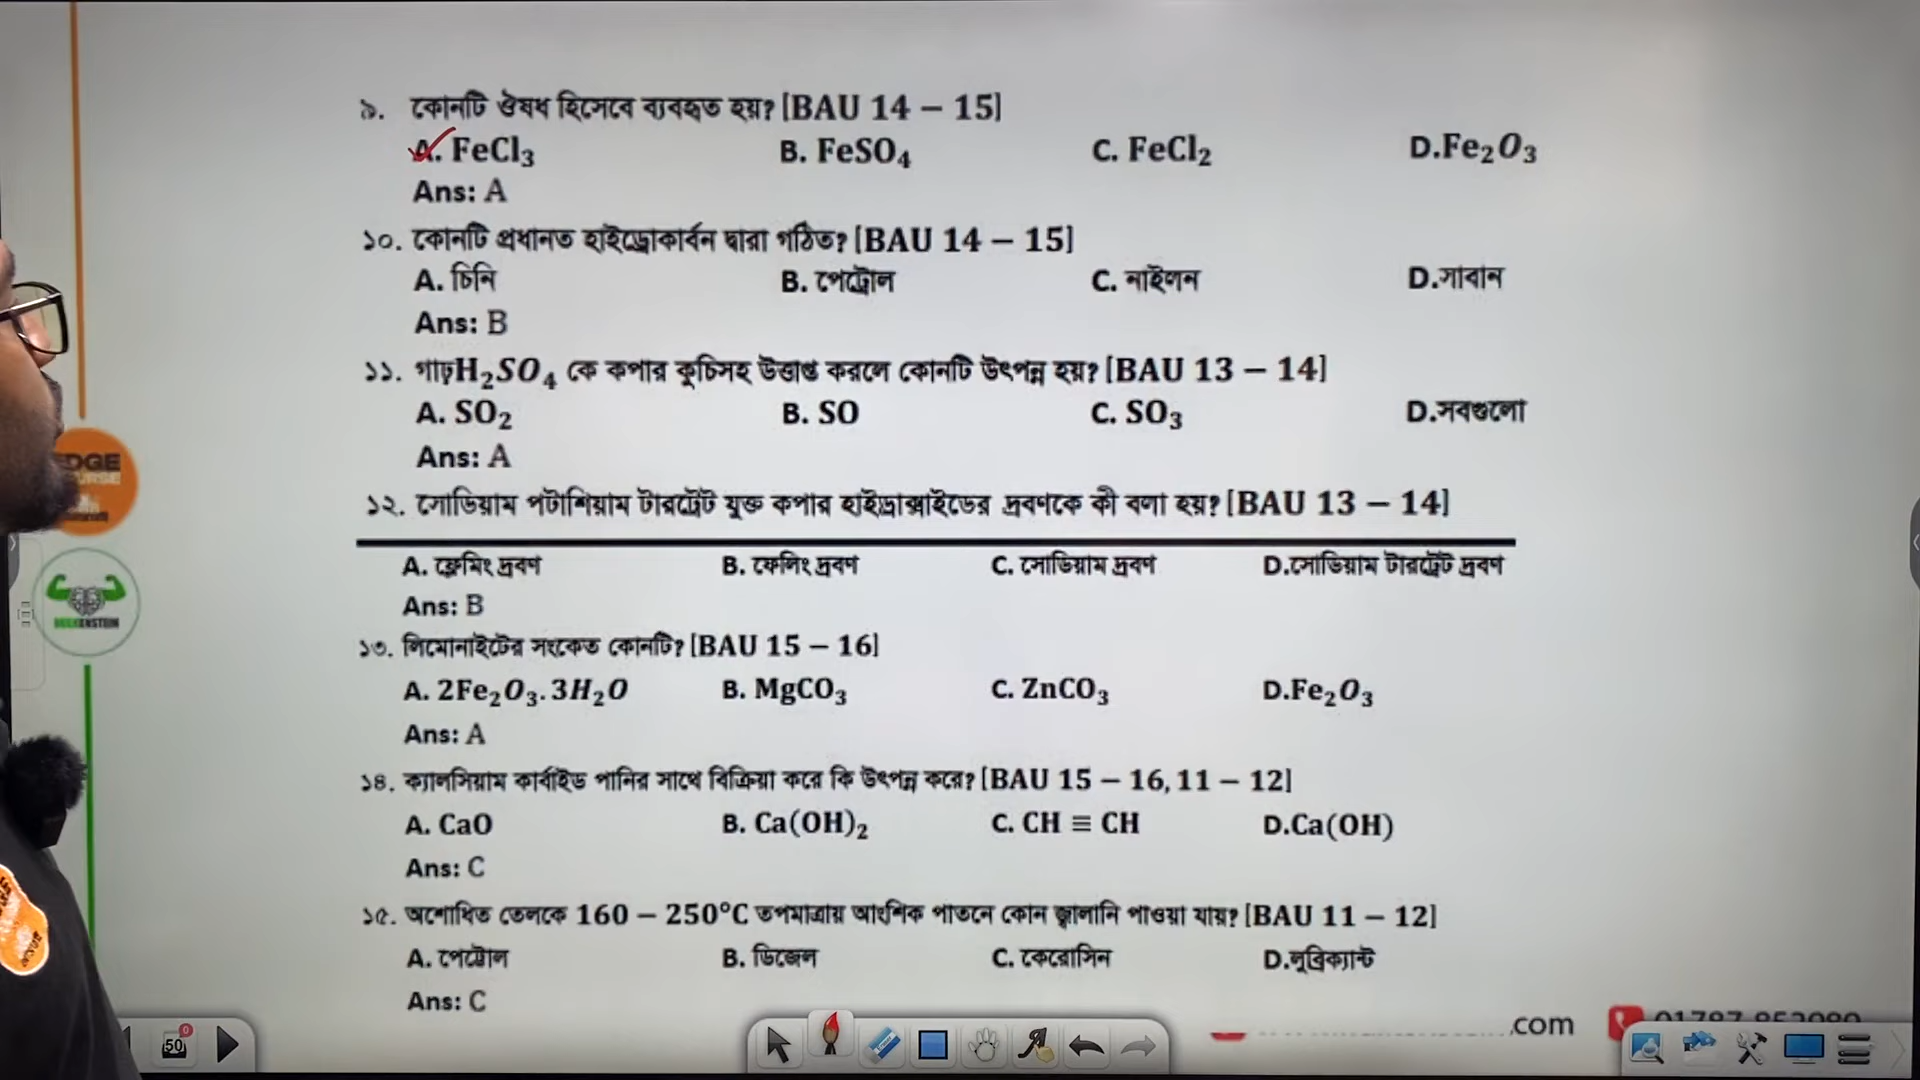 ৯. কোনটি ঔষধ হিসেবে ব্যবহৃত হয়? [BAU 14 – 15]
A. FeCl₃ B. FeSO₄ C. FeCl₂ D.Fe₂O₃
Ans: A
১০. কোনটি প্রধানত হাইড্রোকার্বন দ্বারা গঠিত? [BAU 14 – 15]
A. চিনি B. পেট্রোল C. নাইলন D.সাবান
Ans: B
১১. গাঢ়H₂SO₄ কে কপার কুচিসহ উত্তপ্ত করলে কোনটি উৎপন্ন হয়? [BAU 13 – 14]
A. SO₂ B. SO C. SO₃ D.সবগুলো
Ans: A
১২. সোডিয়াম পটাশিয়াম টারট্রেট যুক্ত কপার হাইড্রাক্সাইডের দ্রবণকে কী বলা হয়? [BAU 13 – 14]
A. ফ্লেমিং দ্রবণ B. ফেলিং দ্রবণ C. সোডিয়াম দ্রবণ D.সোডিয়াম টারট্রেট দ্রবণ
Ans: B
১৩. লিমোনাইটের সংকেত কোনটি? [BAU 15 – 16]
A. 2Fe₂O₃.3H₂O B. MgCO₃ C. ZnCO₃ D.Fe₂O₃
Ans: A
১৪. ক্যালসিয়াম কার্বাইড পানির সাথে বিক্রিয়া করে কি উৎপন্ন করে? [BAU 15 – 16, 11 – 12]
A. CaO B. Ca(OH)₂ C. CH ≡ CH D.Ca(OH)
Ans: C
১৫. অশোধিত তেলকে 160 – 250°C তপমাত্রায় আংশিক পাতনে কোন জ্বালানি পাওয়া যায়? [BAU 11 – 12]
A. পেট্রোল B. ডিজেল C. কেরোসিন D.লুব্রিক্যান্ট
Ans: C
.com
50
0